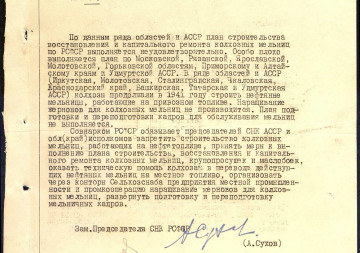 По данным ряда областей и АССР план строительства
восстановления и капитального ремонта колхозных мельниц
по РСФСР выполняется неудовлетворительно. Особо плохо
выполняется план по Московской, Рязанской, Ярославской,
Молотовской, Горьковской областям, Приморскому и Алтай-
скому краям и Удмуртской АССР. В ряде областей и АССР
(Иркутская, Молотовская, Сталинградская, Чкаловская,
Краснодарский край, Башкирская, Татарская и Удмуртская
АССР) колхозы продолжали в 1941 году строить нефтяные
мельницы, работающие на привозном топливе. Наращивание
жерновов для колхозных мельниц не производится. План под-
готовки и переподготовки кадров для обслуживания мельниц
не выполняется.
Совнарком РСФСР обязывает председателей СНК АССР и
обл(край)исполкомов запретить строительство колхозных
мельниц, работающих на нефтетопливе, принять меры к вы-
полнению плана строительства, восстановления и капиталь-
ного ремонта колхозных мельниц, крупорушек и маслобоек,
оказать техническую помощь колхозам в переводе действую-
щих нефтяных мельниц на местное топливо, организовать
через конторы Сельхозснаба предприятия местной промышлен-
ности и промкооперацию наращивание жерновов для колхоз-
ных мельниц, развернуть подготовку и переподготовку
мельничных кадров.
Зам.Председателя СНК РСФСР
(А.Сухов)